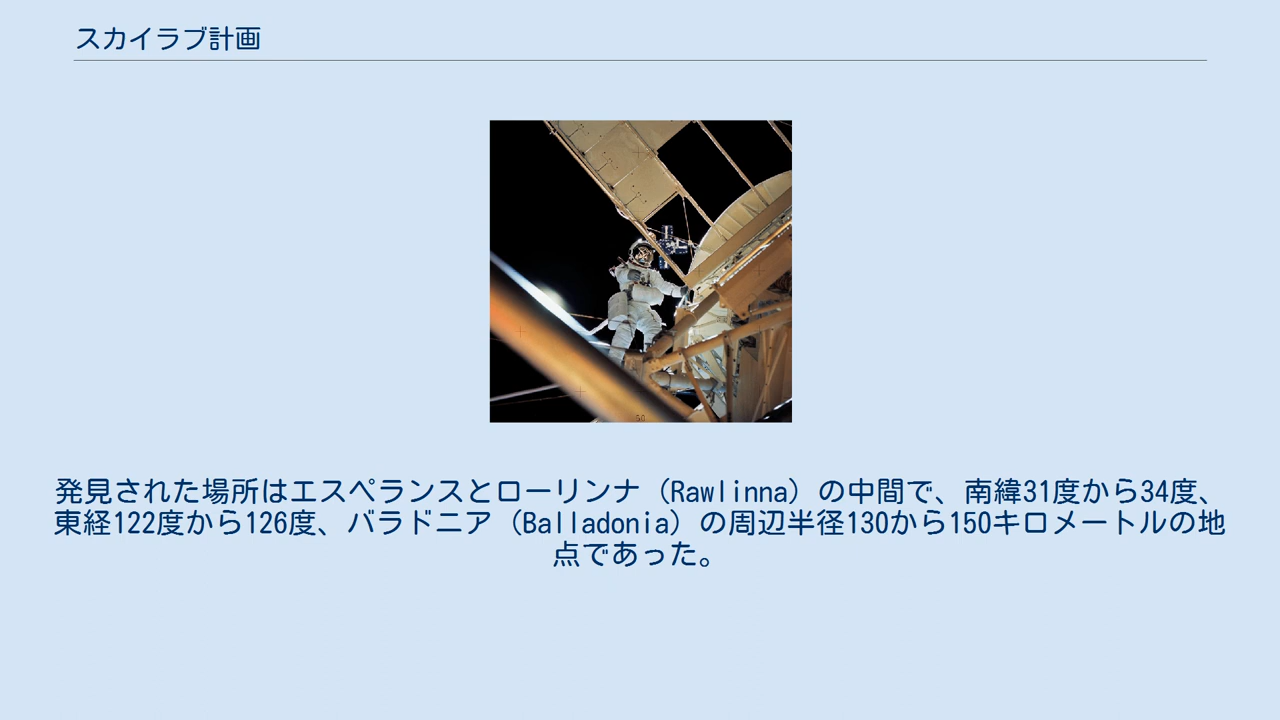 スカイラブ計画
発見された場所はエスペランスとローリンナ（Rawlinna）の中間で、南緯31度から34度、
東経122度から126度、バラドニア（Balladonia）の周辺半径130から150キロメートルの地
点であった。